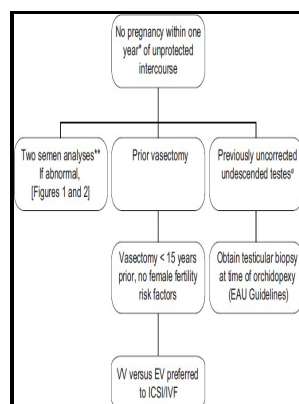 No pregnancy within one
year* of unprotected
intercourse
Two semen analyses**
If abnormal,
[Figures 1 and 2]
Prior vasectomy
Previously uncorrected
undescended testes
Vasectomy < 15 years
prior, no female fertility
risk factors
Obtain testicular biopsy
at time of orchidopexy
(EAU Guidelines)
VV versus EV preferred
to ICSI/IVF